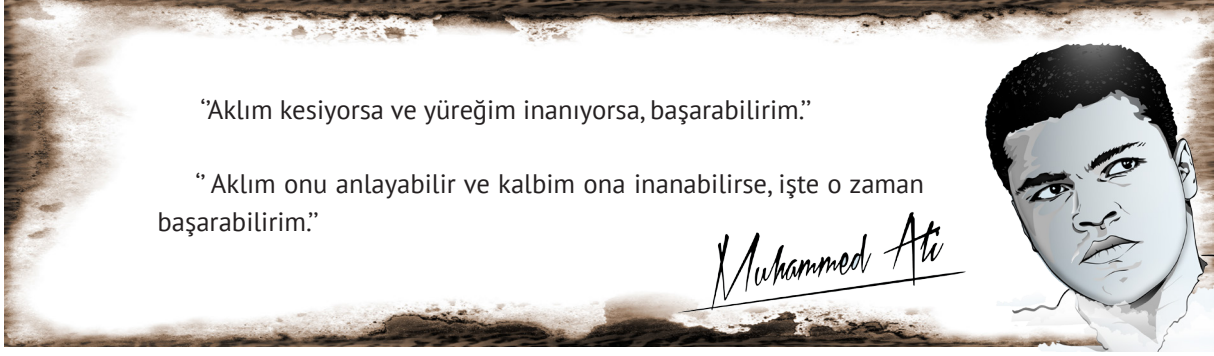 ‘’Aklım kesiyorsa ve yüreğim inanıyorsa, başarabilirim.’’
‘’ Aklım onu anlayabilir ve kalbim ona inanabilirse, işte o zaman
başarabilirim.’’
Muhammed Ali